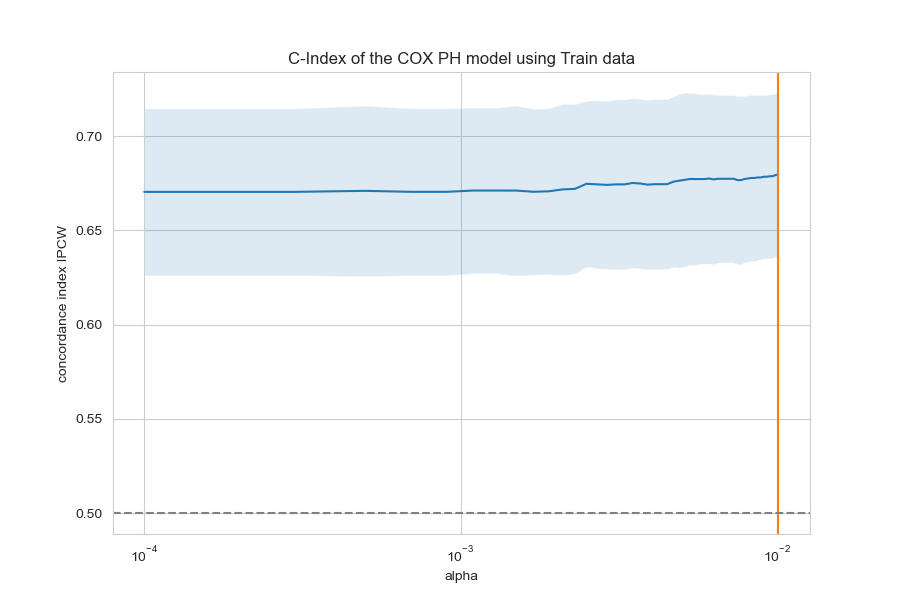 C-Index of the COX PH model using Train data
concordance index IPCW
0.70
0.65
0.60
0.55
0.50
10⁻⁴ 10⁻³ 10⁻²
alpha